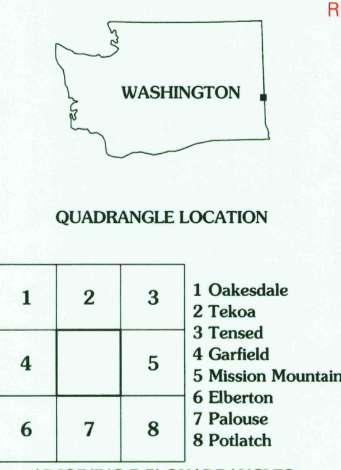 R
WASHINGTON
QUADRANGLE LOCATION
1 2 3
4 5
6 7 8
1 Oakesdale
2 Tekoa
3 Tensed
4 Garfield
5 Mission Mountain
6 Elberton
7 Palouse
8 Potlatch